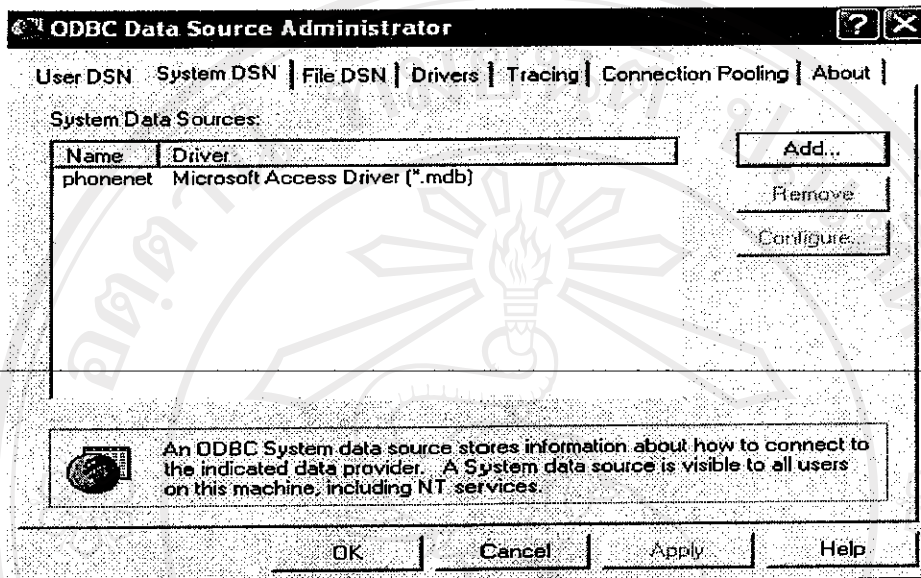 ODBC Data Source Administrator
User DSN System DSN File DSN Drivers Tracing Connection Pooling About
System Data Sources:
Name Driver
phonenet Microsoft Access Driver (*.mdb)
Add...
Remove
Configure...
An ODBC System data source stores information about how to connect to
the indicated data provider. A System data source is visible to all users
on this machine, including NT services.
OK Cancel Apply Help